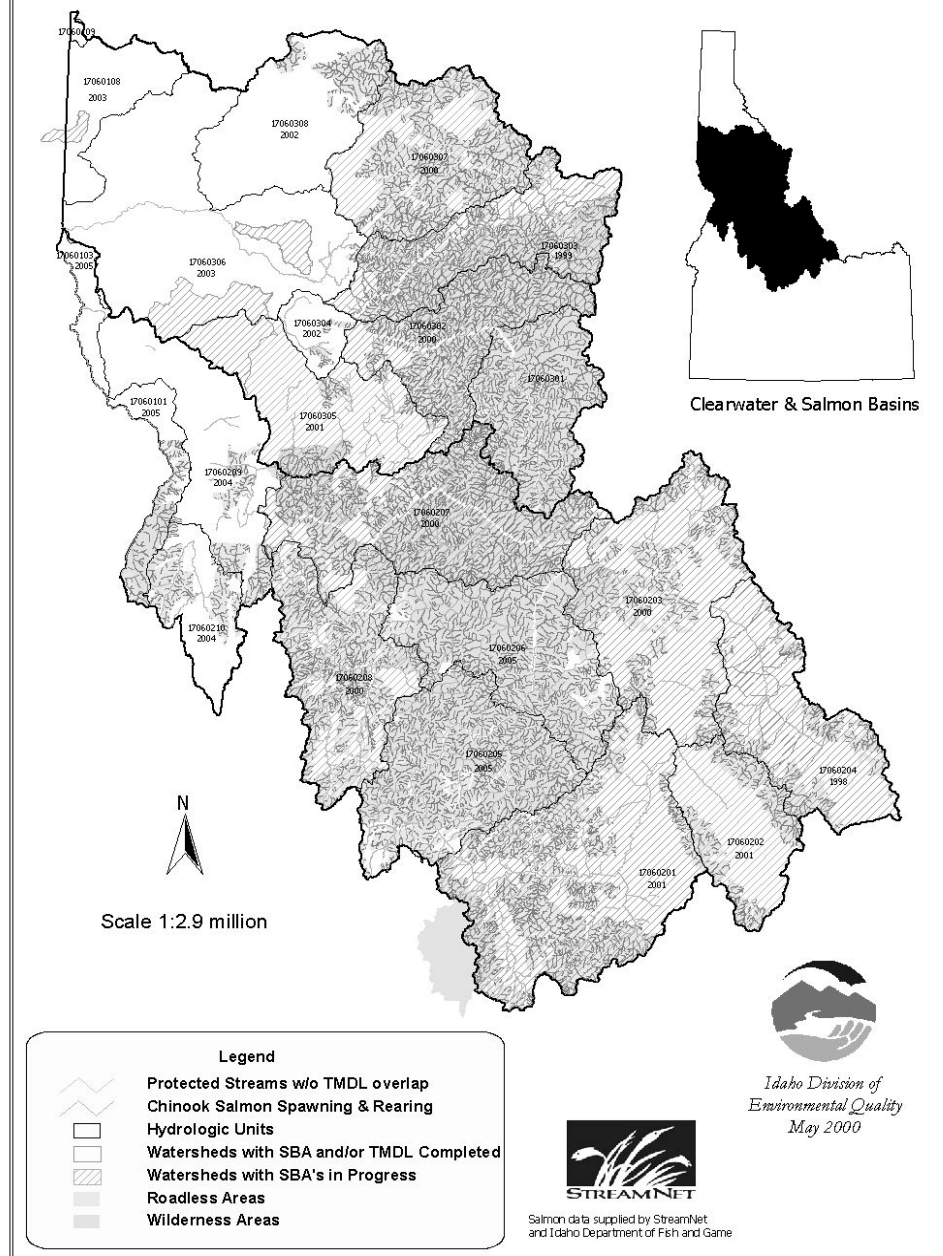 17060109
17060108
2003
17060308
2002
17060307
2000
17060303
1999
17060103
2005
17060306
2003
17060304
2002
17060302
2000
17060301
17060101
2005
17060305
2001
17060209
2004
17060207
2000
17060203
2000
17060210
2004
17060206
2005
17060208
2000
17060205
2005
17060204
1998
17060202
2001
17060201
2001
Clearwater & Salmon Basins
N
Scale 1:2.9 million
Legend
Protected Streams w/o TMDL overlap
Chinook Salmon Spawning & Rearing
Hydrologic Units
Watersheds with SBA and/or TMDL Completed
Watersheds with SBA's in Progress
Roadless Areas
Wilderness Areas
STREAMNET
Salmon data supplied by StreamNet
and Idaho Department of Fish and Game
Idaho Division of
Environmental Quality
May 2000